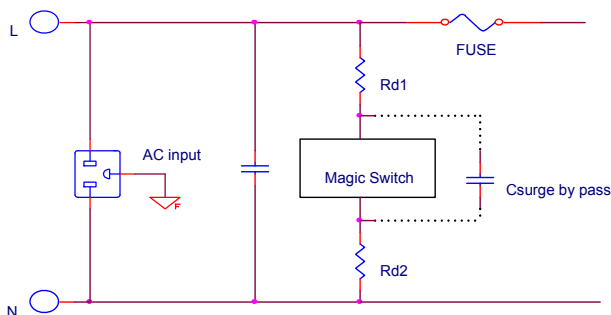 L
FUSE
Rd1
AC input
Magic Switch
Csurge by pass
Rd2
N